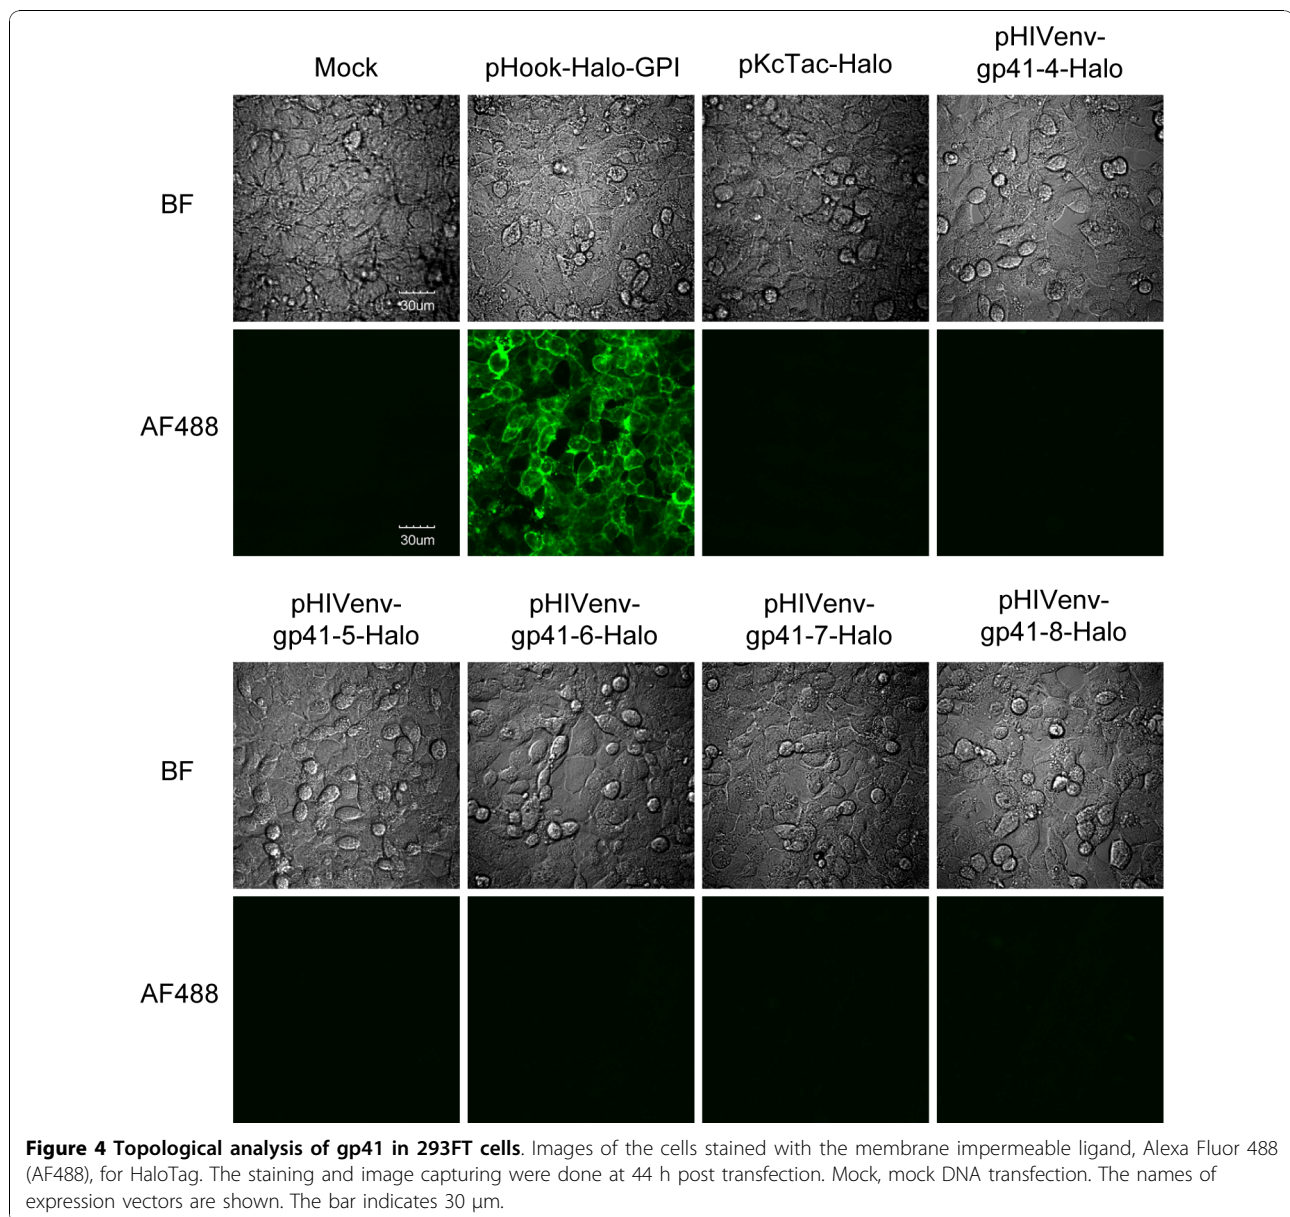 Mock
pHook-Halo-GPI
pKcTac-Halo
pHIVenv-
gp41-4-Halo
BF
30um
AF488
30um
pHIVenv-
gp41-5-Halo
pHIVenv-
gp41-6-Halo
pHIVenv-
gp41-7-Halo
pHIVenv-
gp41-8-Halo
BF
AF488
Figure 4 Topological analysis of gp41 in 293FT cells. Images of the cells stained with the membrane impermeable ligand, Alexa Fluor 488
(AF488), for HaloTag. The staining and image capturing were done at 44 h post transfection. Mock, mock DNA transfection. The names of
expression vectors are shown. The bar indicates 30 μm.